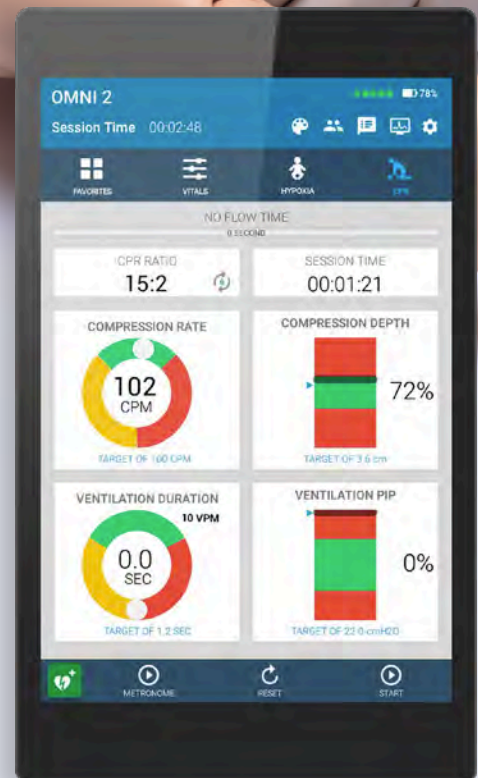 OMNI 2
78%
Session Time 00:02:48
FAVORITES VITALS HYPOXIA CPR
NO FLOW TIME
0 SECOND
CPR RATIO SESSION TIME
15:2 00:01:21
COMPRESSION RATE COMPRESSION DEPTH
102
CPM
72%
TARGET OF 100 CPM TARGET OF 3.6 cm
VENTILATION DURATION VENTILATION PIP
10 VPM
0.0
SEC
0%
TARGET OF 1.2 SEC TARGET OF 22.0 cmH2O
METRONOME RESET START